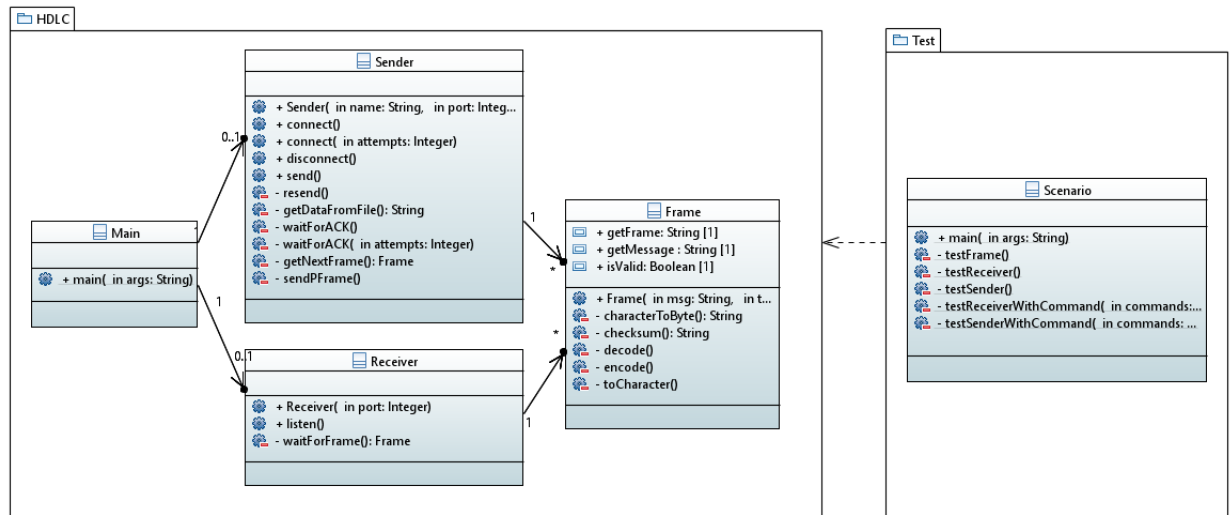 HDLC
Sender
+ Sender( in name: String, in port: Integ...
+ connect()
+ connect( in attempts: Integer)
+ disconnect()
+ send()
- resend()
- getDataFromFile(): String
- waitForACK()
- waitForACK( in attempts: Integer)
- getNextFrame(): Frame
- sendPFrame()
0..1
1
Main
+ main( in args: String)
1
0..1
Receiver
+ Receiver( in port: Integer)
+ listen()
- waitForFrame(): Frame
1
*
*
1
Frame
+ getFrame: String [1]
+ getMessage : String [1]
+ isValid: Boolean [1]
+ Frame( in msg: String, in t...
- characterToByte(): String
- checksum(): String
- decode()
- encode()
- toCharacter()
Test
Scenario
+ main( in args: String)
- testFrame()
- testReceiver()
- testSender()
- testReceiverWithCommand( in commands:...
- testSenderWithCommand( in commands: ...